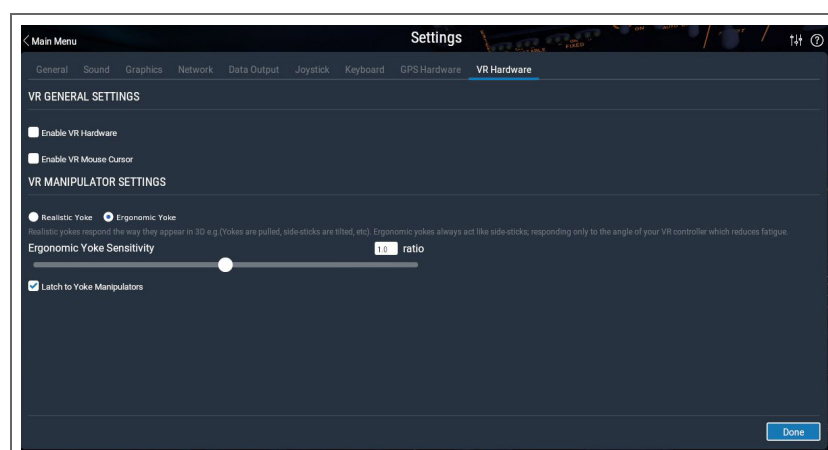 Main Menu
Settings
General Sound Graphics Network Data Output Joystick Keyboard GPS Hardware VR Hardware
VR GENERAL SETTINGS
Enable VR Hardware
Enable VR Mouse Cursor
VR MANIPULATOR SETTINGS
Realistic Yoke Ergonomic Yoke
Realistic yokes respond the way they appear in 3D e.g.(Yokes are pulled, side-sticks are tilted, etc). Ergonomic yokes always act like side-sticks; responding only to the angle of your VR controller which reduces fatigue.
Ergonomic Yoke Sensitivity 1.0 ratio
Latch to Yoke Manipulators
Done